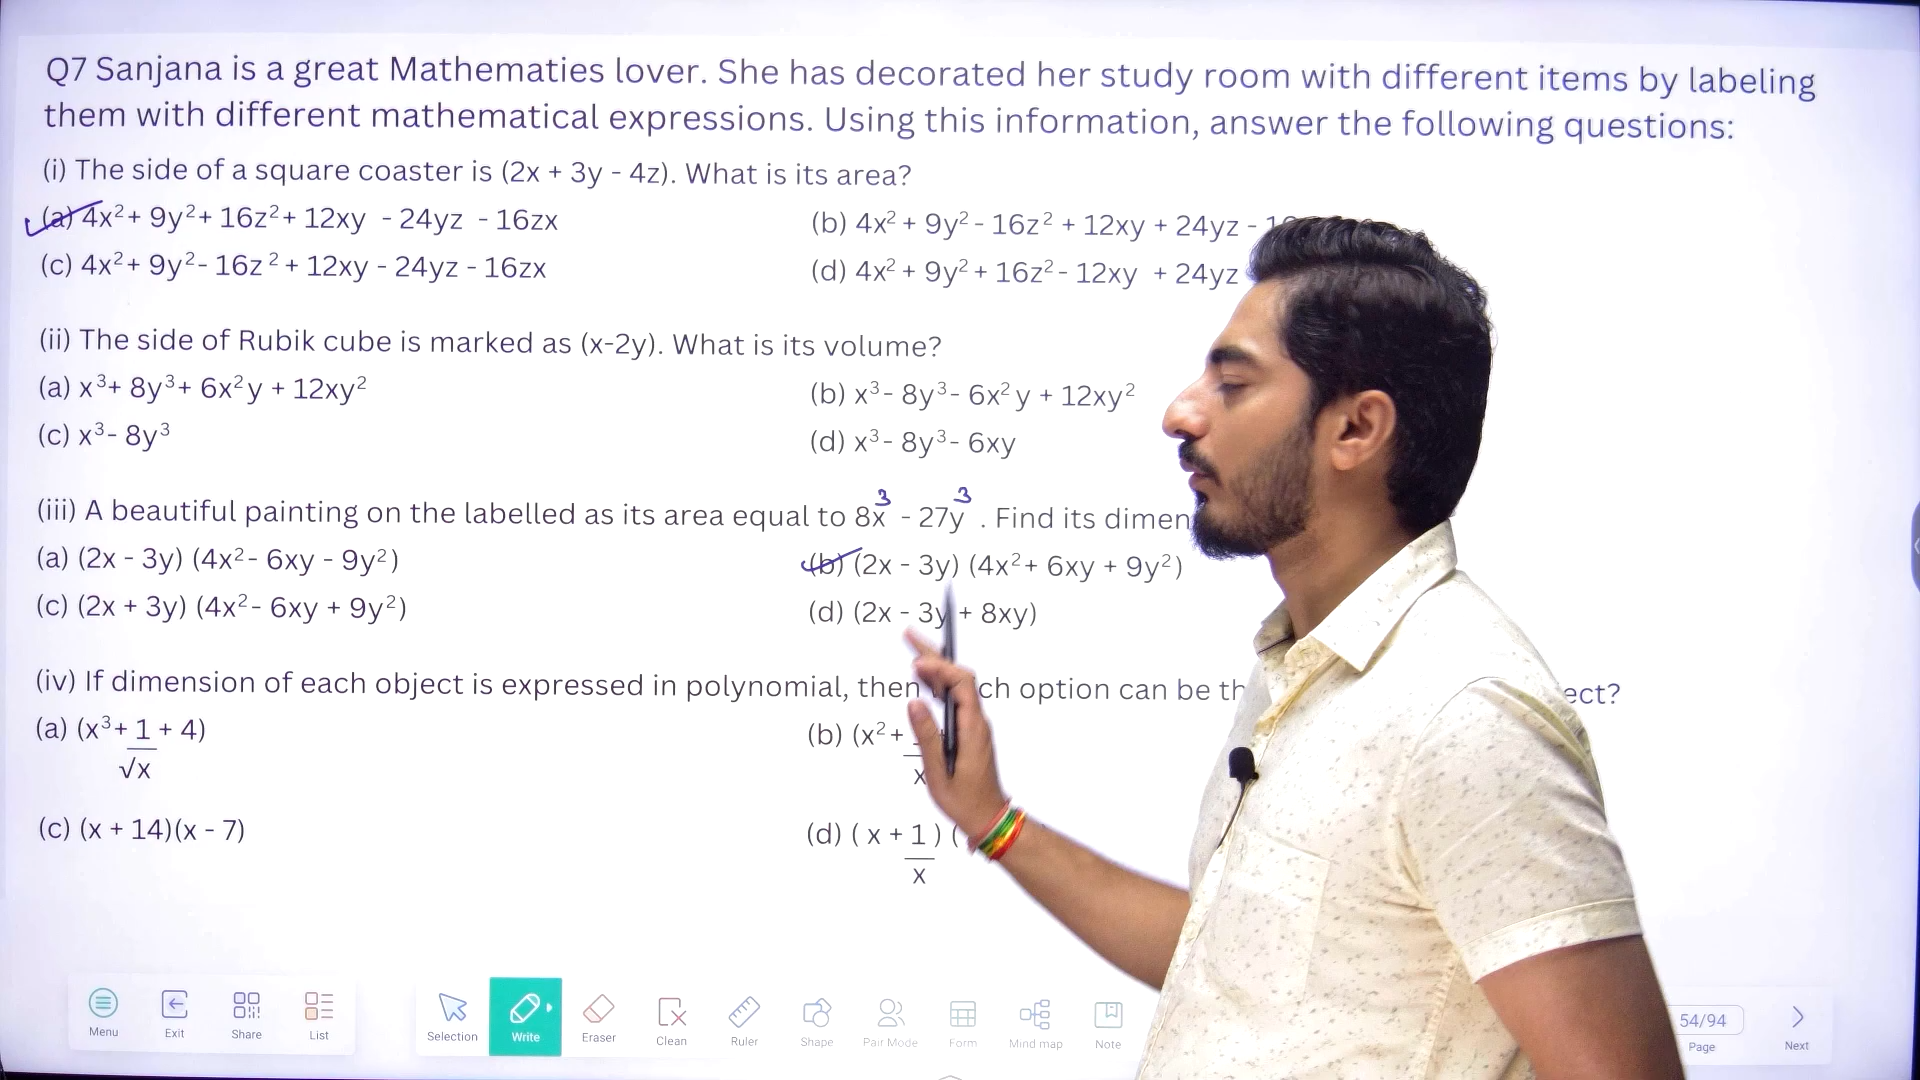 Q7 Sanjana is a great Mathematies lover. She has decorated her study room with different items by labeling
them with different mathematical expressions. Using this information, answer the following questions:
(i) The side of a square coaster is (2x + 3y - 4z). What is its area?
(a) 4x² + 9y² + 16z² + 12xy - 24yz - 16zx
(b) 4x² + 9y² - 16z² + 12xy + 24yz -
(c) 4x² + 9y² - 16z² + 12xy - 24yz - 16zx
(d) 4x² + 9y² + 16z² - 12xy + 24yz
(ii) The side of Rubik cube is marked as (x-2y). What is its volume?
(a) x³ + 8y³ + 6x²y + 12xy²
(b) x³ - 8y³ - 6x²y + 12xy²
(c) x³ - 8y³
(d) x³ - 8y³ - 6xy
(iii) A beautiful painting on the labelled as its area equal to 8x³ - 27y³ . Find its
(a) (2x - 3y) (4x² - 6xy - 9y²)
(b) (2x - 3y) (4x² + 6xy + 9y²)
(c) (2x + 3y) (4x² - 6xy + 9y²)
(d) (2x - 3y + 8xy)
(iv) If dimension of each object is expressed in polynomial, then option can be
(a) (x³ + 1 + 4)
√x
(b) (x² +
x
(c) (x + 14)(x - 7)
(d) ( x + 1 ) (
x
Menu Exit Share List Selection Write Eraser Clean Ruler Shape Pair Mode Form Mind map Note
54/94
Page Next